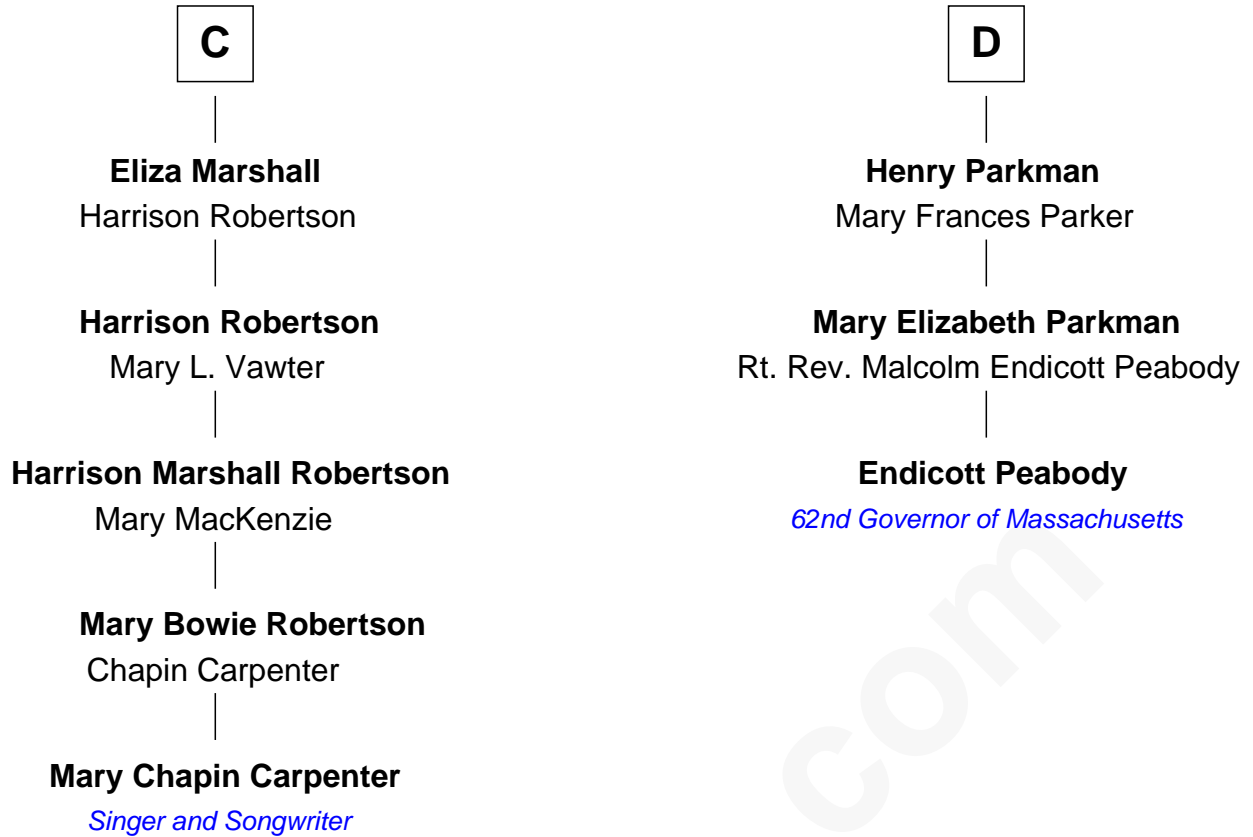 C
Eliza Marshall
Harrison Robertson
Harrison Robertson
Mary L. Vawter
Harrison Marshall Robertson
Mary MacKenzie
Mary Bowie Robertson
Chapin Carpenter
Mary Chapin Carpenter
Singer and Songwriter
D
Henry Parkman
Mary Frances Parker
Mary Elizabeth Parkman
Rt. Rev. Malcolm Endicott Peabody
Endicott Peabody
62nd Governor of Massachusetts
com